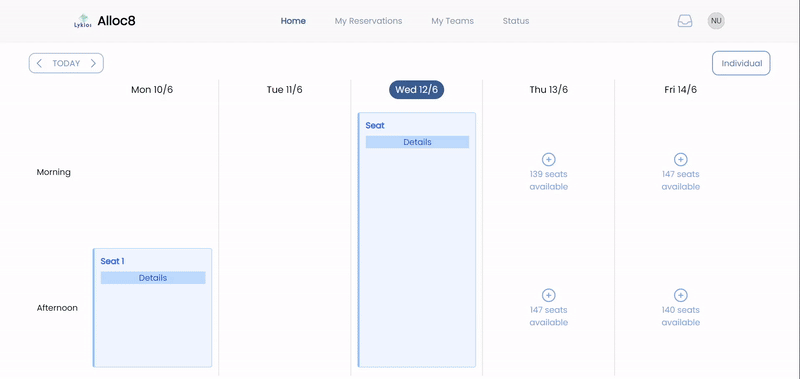 Lykios Alloc8 Home My Reservations My Teams Status NU
TODAY Individual
Mon 10/6 Tue 11/6 Wed 12/6 Thu 13/6 Fri 14/6
Seat
Details
Morning
139 seats
available
147 seats
available
Seat 1
Details
Afternoon
147 seats
available
140 seats
available